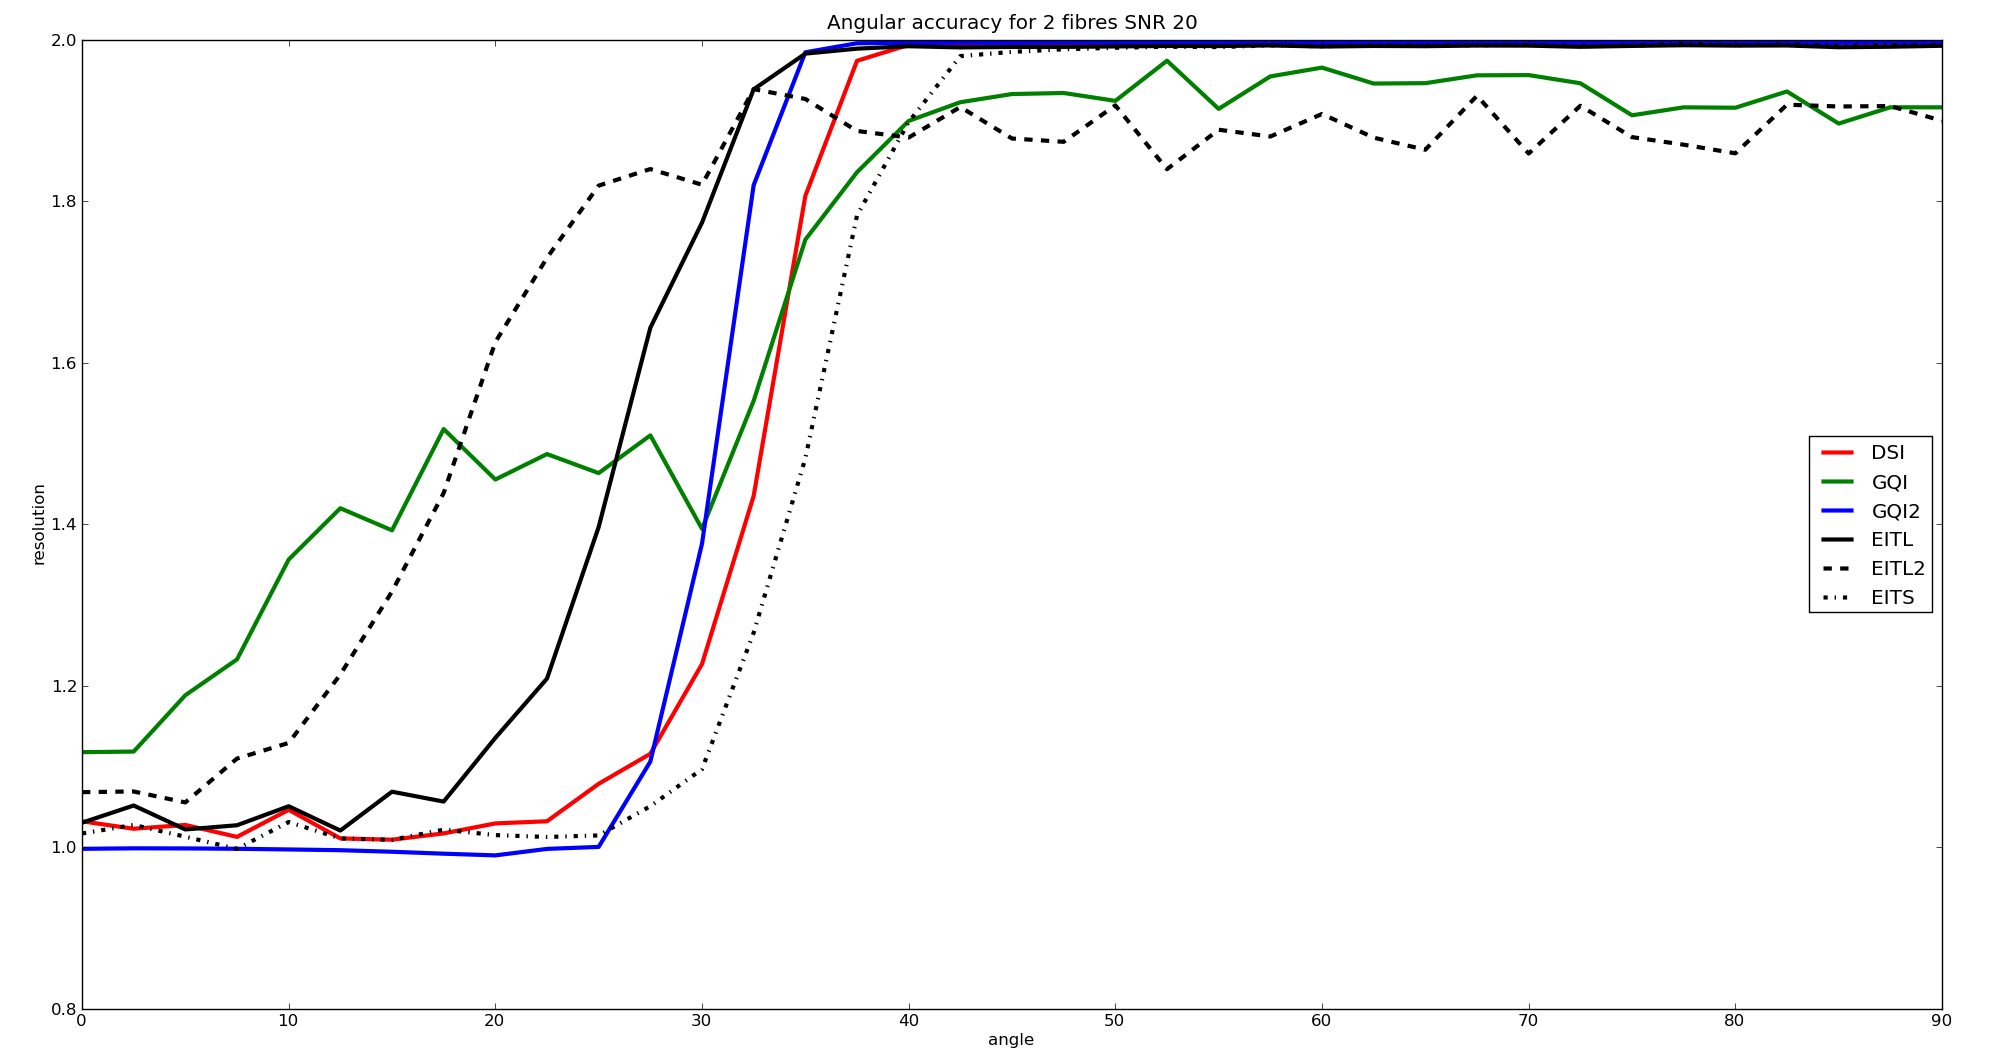 Angular accuracy for 2 fibres SNR 20
2.0
1.8
1.6
1.4
1.2
1.0
0.8
resolution
DSI
GQI
GQI2
EITL
EITL2
EITS
0 10 20 30 40 50 60 70 80 90
angle